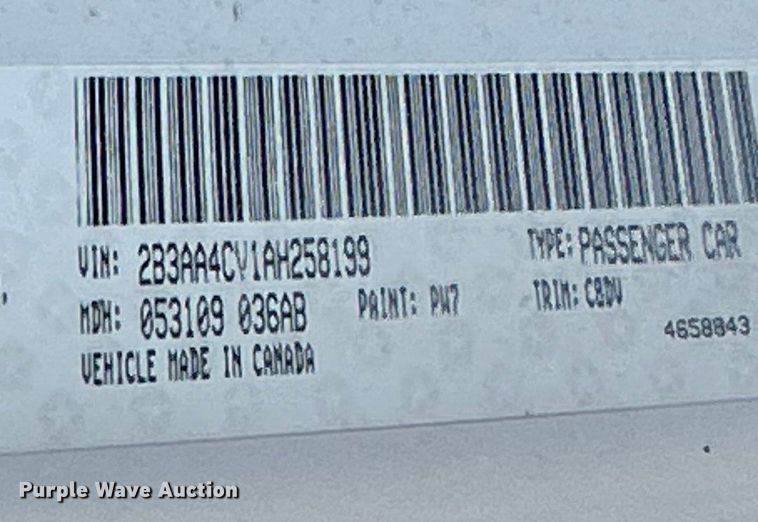 VIN: 2B3AA4CV1AH258199
TYPE: PASSENGER CAR
MDH: 053109 036AB
PAINT: PW7
TRIM: C8DV
VEHICLE MADE IN CANADA
4658843
Purple Wave Auction